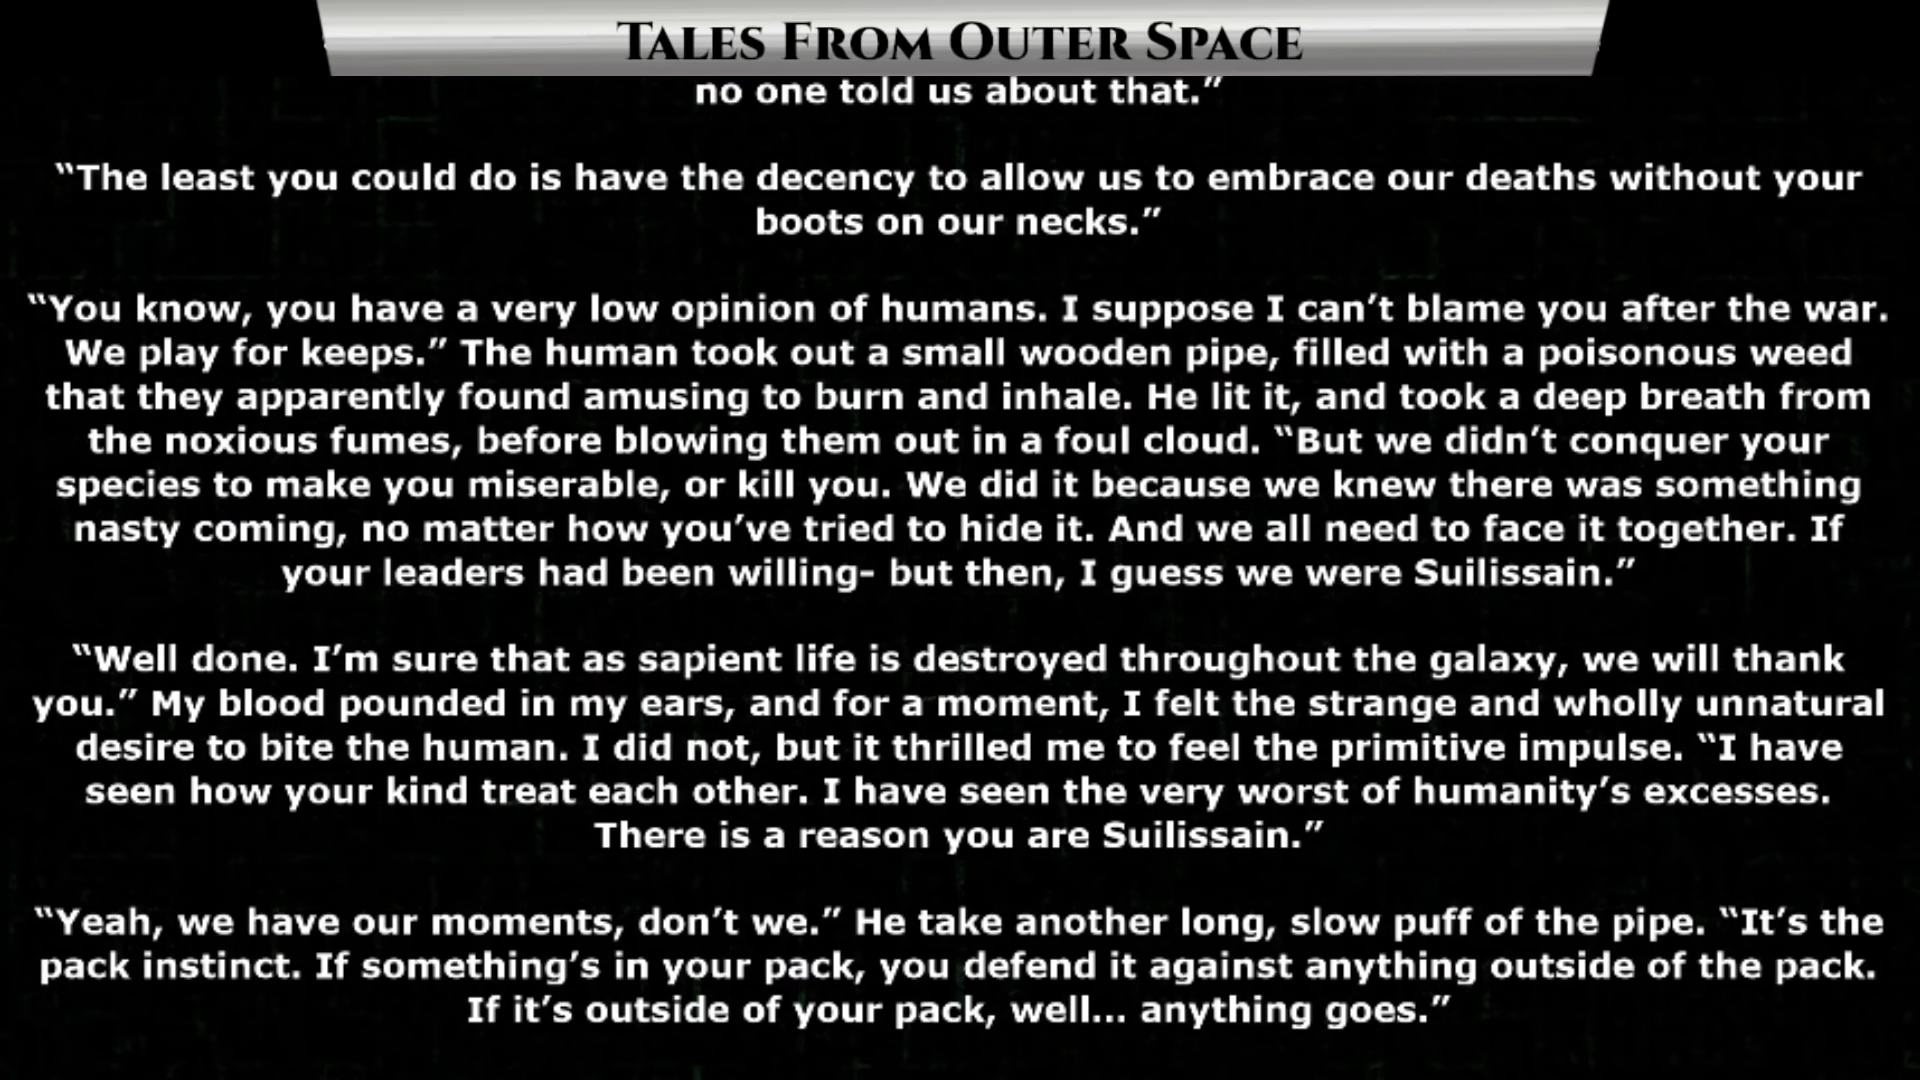 Tales From Outer Space
no one told us about that.”
“The least you could do is have the decency to allow us to embrace our deaths without your
boots on our necks.”
“You know, you have a very low opinion of humans. I suppose I can’t blame you after the war.
We play for keeps.” The human took out a small wooden pipe, filled with a poisonous weed
that they apparently found amusing to burn and inhale. He lit it, and took a deep breath from
the noxious fumes, before blowing them out in a foul cloud. “But we didn’t conquer your
species to make you miserable, or kill you. We did it because we knew there was something
nasty coming, no matter how you’ve tried to hide it. And we all need to face it together. If
your leaders had been willing- but then, I guess we were Suilissain.”
“Well done. I’m sure that as sapient life is destroyed throughout the galaxy, we will thank
you.” My blood pounded in my ears, and for a moment, I felt the strange and wholly unnatural
desire to bite the human. I did not, but it thrilled me to feel the primitive impulse. “I have
seen how your kind treat each other. I have seen the very worst of humanity’s excesses.
There is a reason you are Suilissain.”
“Yeah, we have our moments, don’t we.” He take another long, slow puff of the pipe. “It’s the
pack instinct. If something’s in your pack, you defend it against anything outside of the pack.
If it’s outside of your pack, well... anything goes.”